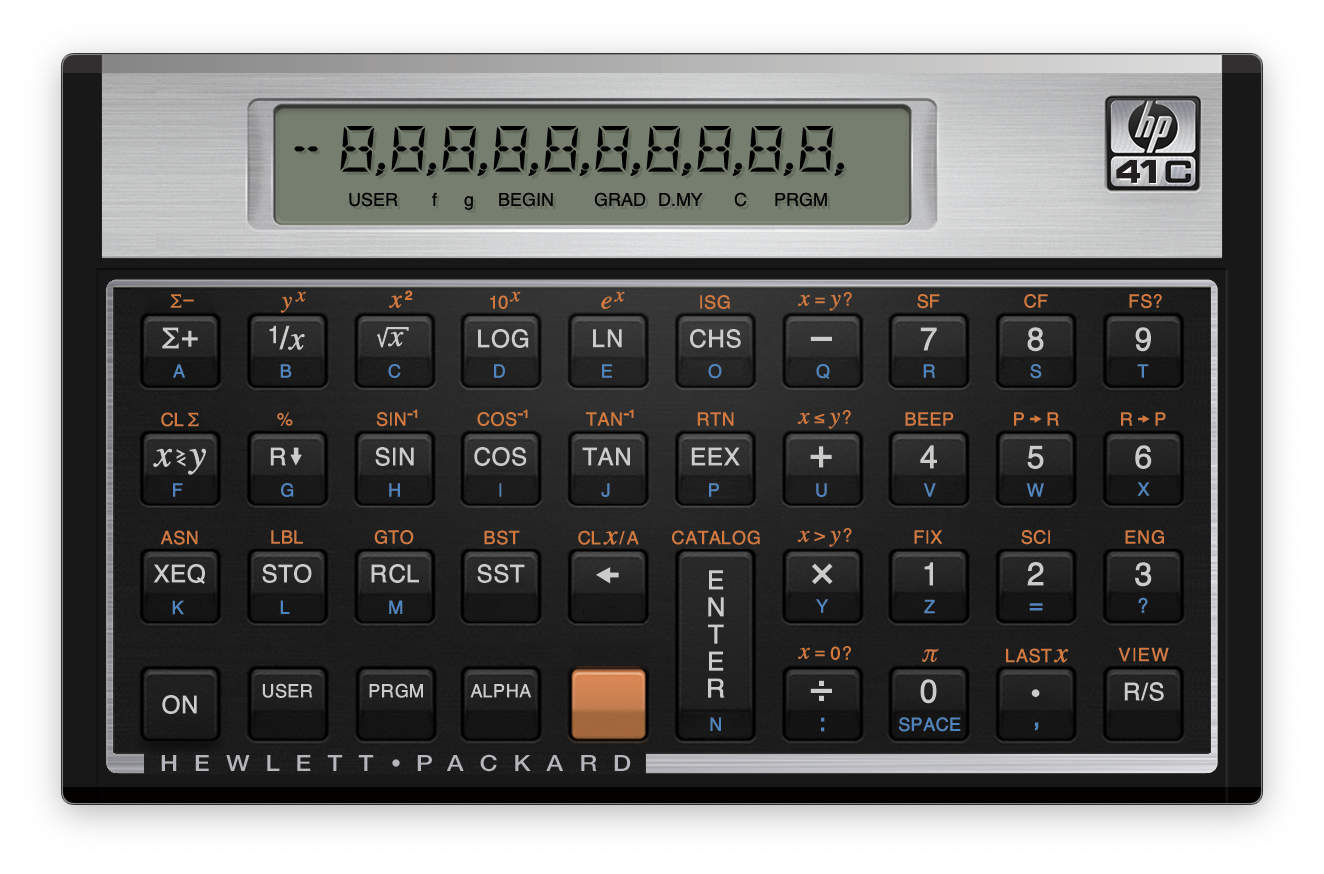 -- 8,8,8,8,8,8,8,8,8,8,
USER f g BEGIN GRAD D.MY C PRGM
hp
41C
Σ− yˣ x² 10ˣ eˣ ISG x=y? SF CF FS?
Σ+ 1/x √x LOG LN CHS − 7 8 9
A B C D E O Q R S T
CLΣ % SIN⁻¹ COS⁻¹ TAN⁻¹ RTN x≤y? BEEP P→R R→P
x≷y R↓ SIN COS TAN EEX + 4 5 6
F G H I J P U V W X
ASN LBL GTO BST CLX/A CATALOG x>y? FIX SCI ENG
XEQ STO RCL SST ← ENTER × 1 2 3
K L M Y Z = ?
x=0? π LASTX VIEW
ON USER PRGM ALPHA ÷ 0 · R/S
N : SPACE ,
HEWLETT•PACKARD